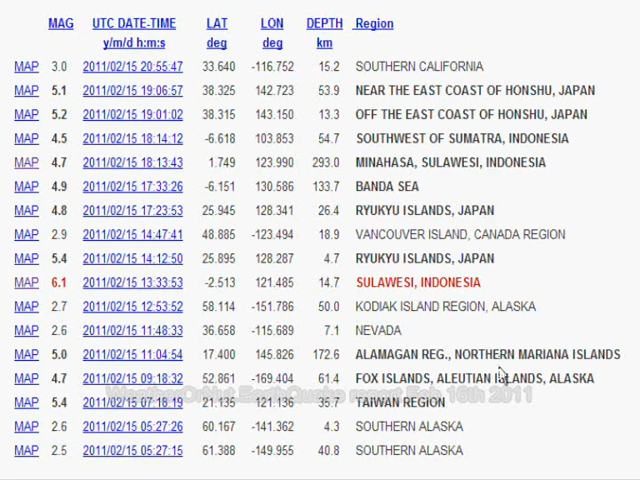 MAG UTC DATE-TIME LAT LON DEPTH Region
y/m/d h:m:s deg deg km
MAP 3.0 2011/02/15 20:55:47 33.640 -116.752 15.2 SOUTHERN CALIFORNIA
MAP 5.1 2011/02/15 19:06:57 38.325 142.723 53.9 NEAR THE EAST COAST OF HONSHU, JAPAN
MAP 5.2 2011/02/15 19:01:02 38.315 143.150 13.3 OFF THE EAST COAST OF HONSHU, JAPAN
MAP 4.5 2011/02/15 18:14:12 -6.618 103.853 54.7 SOUTHWEST OF SUMATRA, INDONESIA
MAP 4.7 2011/02/15 18:13:43 1.749 123.990 293.0 MINAHASA, SULAWESI, INDONESIA
MAP 4.9 2011/02/15 17:33:26 -6.151 130.586 133.7 BANDA SEA
MAP 4.8 2011/02/15 17:23:53 25.945 128.341 26.4 RYUKYU ISLANDS, JAPAN
MAP 2.9 2011/02/15 14:47:41 48.885 -123.494 18.9 VANCOUVER ISLAND, CANADA REGION
MAP 5.4 2011/02/15 14:12:50 25.895 128.287 4.7 RYUKYU ISLANDS, JAPAN
MAP 6.1 2011/02/15 13:33:53 -2.513 121.485 14.7 SULAWESI, INDONESIA
MAP 2.7 2011/02/15 12:53:52 58.114 -151.786 50.0 KODIAK ISLAND REGION, ALASKA
MAP 2.6 2011/02/15 11:48:33 36.658 -115.689 7.1 NEVADA
MAP 5.0 2011/02/15 11:04:54 17.400 145.826 172.6 ALAMAGAN REG., NORTHERN MARIANA ISLANDS
MAP 4.7 2011/02/15 09:18:32 52.861 -169.404 61.4 FOX ISLANDS, ALEUTIAN ISLANDS, ALASKA
EarthQuake report Feb 16th 2011
MAP 5.4 2011/02/15 07:18:19 21.135 121.136 35.7 TAIWAN REGION
MAP 2.6 2011/02/15 05:27:26 60.167 -141.362 4.3 SOUTHERN ALASKA
MAP 2.5 2011/02/15 05:27:15 61.388 -149.955 40.8 SOUTHERN ALASKA